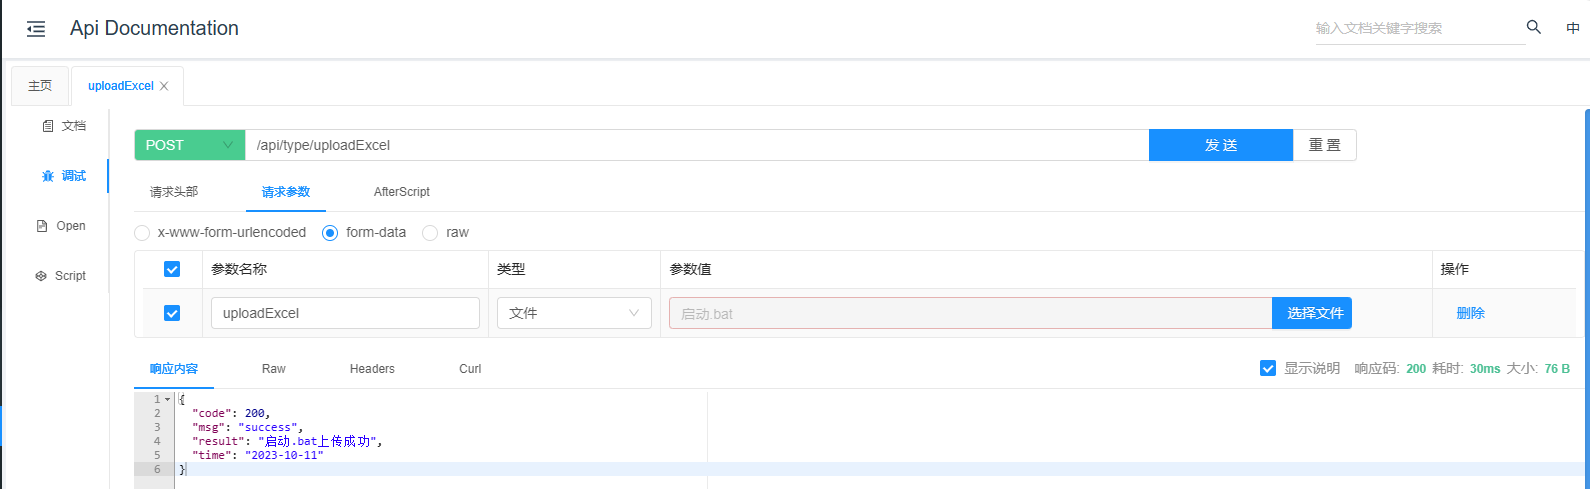 Api Documentation
输入文档关键字搜索
中
主页
uploadExcel
文档
调试
Open
Script
POST
/api/type/uploadExcel
发 送
重 置
请求头部
请求参数
AfterScript
x-www-form-urlencoded
form-data
raw
参数名称
类型
参数值
操作
uploadExcel
文件
启动.bat
选择文件
删除
响应内容
Raw
Headers
Curl
显示说明
响应码: 200 耗时: 30ms 大小: 76 B
1 {
2 "code": 200,
3 "msg": "success",
4 "result": "启动.bat上传成功",
5 "time": "2023-10-11"
6 }